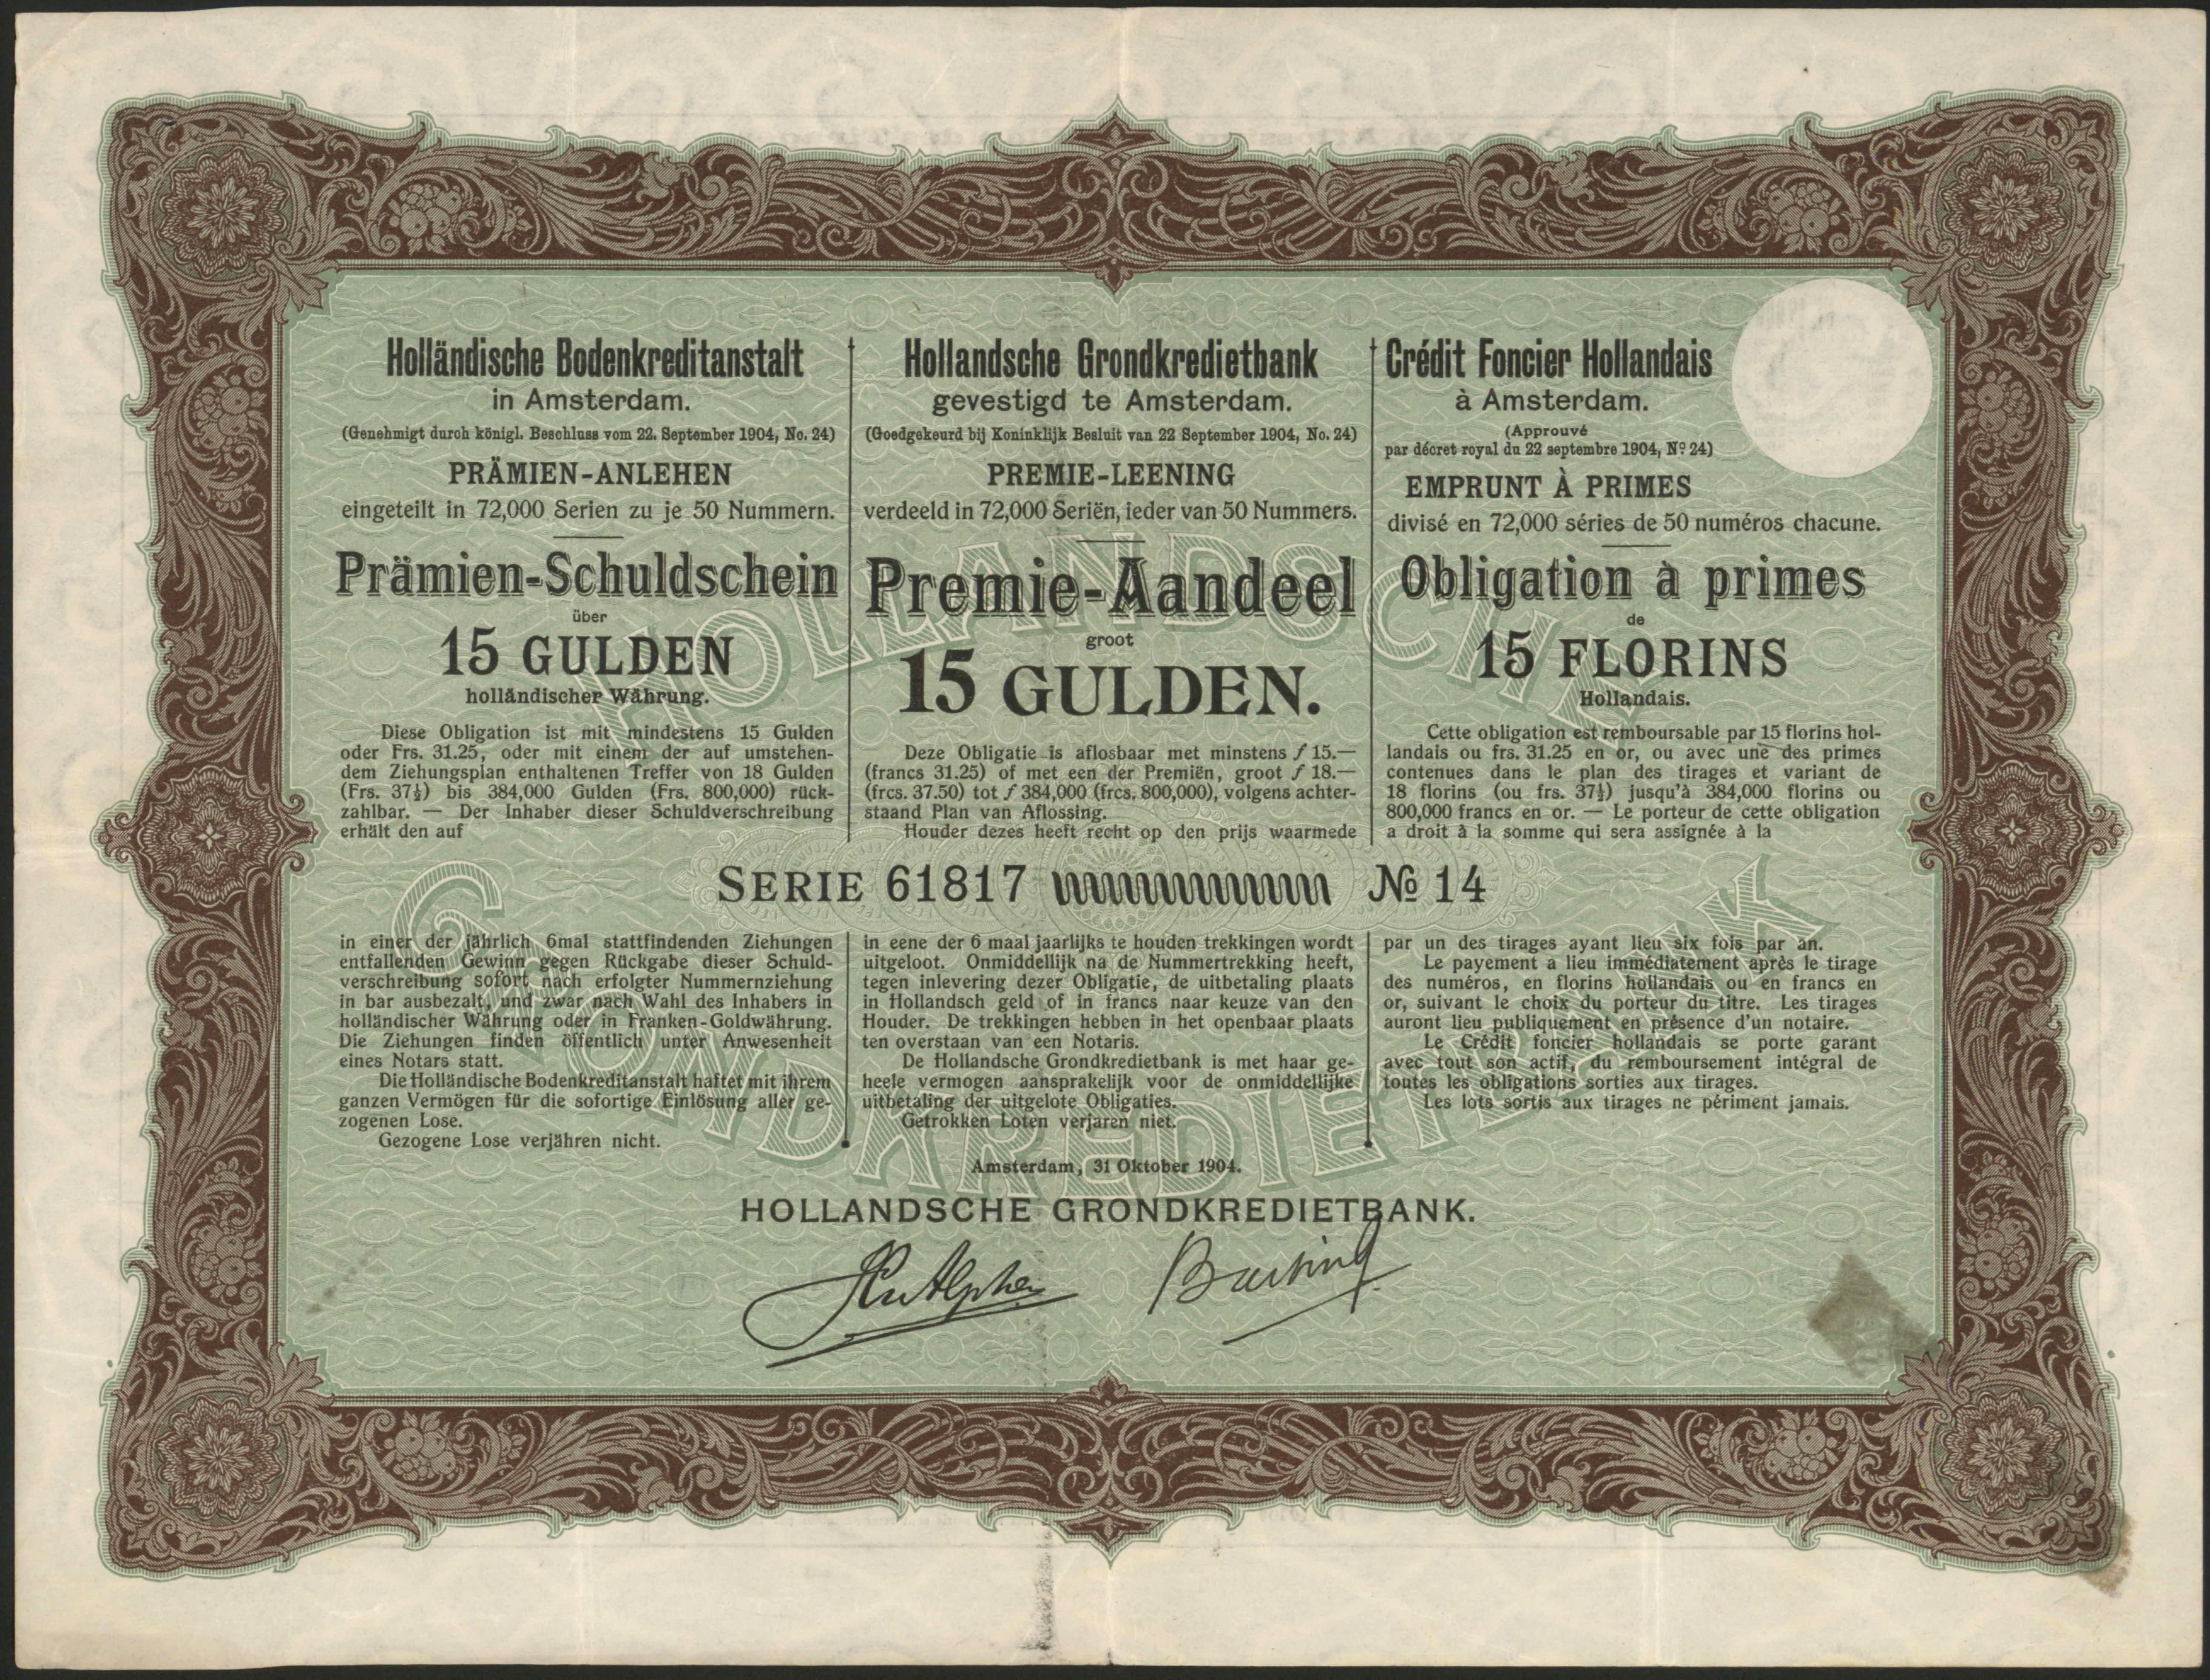 Holländische Bodenkreditanstalt
in Amsterdam.
(Genehmigt durch königl. Beschluss vom 22. September 1904, No. 24)
PRÄMIEN-ANLEHEN
eingeteilt in 72,000 Serien zu je 50 Nummern.
Prämien-Schuldschein
über
15 GULDEN
holländischer Währung.
Diese Obligation ist mit mindestens 15 Gulden
oder Frs. 31.25, oder mit einem der auf umstehen-
dem Ziehungsplan enthaltenen Treffer von 18 Gulden
(Frs. 37½) bis 384,000 Gulden (Frs. 800,000) rück-
zahlbar. — Der Inhaber dieser Schuldverschreibung
erhält den auf
Hollandsche Grondkredietbank
gevestigd te Amsterdam.
(Goedgekeurd bij Koninklijk Besluit van 22 September 1904, No. 24)
PREMIE-LEENING
verdeeld in 72,000 Seriën, ieder van 50 Nummers.
Premie-Aandeel
groot
15 GULDEN.
Deze Obligatie is aflosbaar met minstens f 15.—
(francs 31.25) of met een der Premiën, groot f 18.—
(frcs. 37.50) tot f 384,000 (frcs. 800,000), volgens achter-
staand Plan van Aflossing.
Houder dezes heeft recht op den prijs waarmede
Crédit Foncier Hollandais
à Amsterdam.
(Approuvé
par décret royal du 22 septembre 1904, No. 24)
EMPRUNT À PRIMES
divisé en 72,000 séries de 50 numéros chacune.
Obligation à primes
de
15 FLORINS
Hollandais.
Cette obligation est remboursable par 15 florins hol-
landais ou frs. 31.25 en or, ou avec une des primes
contenues dans le plan des tirages et variant de
18 florins (ou frs. 37½) jusqu'à 384,000 florins ou
800,000 francs en or. — Le porteur de cette obligation
a droit à la somme qui sera assignée à la
SERIE 61817 No 14
in einer der jährlich 6mal stattfindenden Ziehungen
entfallenden Gewinn gegen Rückgabe dieser Schuld-
verschreibung sofort nach erfolgter Nummernziehung
in bar ausbezalt, und zwar nach Wahl des Inhabers in
holländischer Währung oder in Franken-Goldwährung.
Die Ziehungen finden öffentlich unter Anwesenheit
eines Notars statt.
Die Holländische Bodenkreditanstalt haftet mit ihrem
ganzen Vermögen für die sofortige Einlösung aller ge-
zogenen Lose.
Gezogene Lose verjähren nicht.
in eene der 6 maal jaarlijks te houden trekkingen wordt
uitgeloot. Onmiddellijk na de Nummertrekking heeft,
tegen inlevering dezer Obligatie, de uitbetaling plaats
in Hollandsch geld of in francs naar keuze van den
Houder. De trekkingen hebben in het openbaar plaats
ten overstaan van een Notaris.
De Hollandsche Grondkredietbank is met haar ge-
heele vermogen aansprakelijk voor de onmiddellijke
uitbetaling der uitgelote Obligaties.
Getrokken Loten verjaren niet.
par un des tirages ayant lieu six fois par an.
Le payement a lieu immédiatement après le tirage
des numéros, en florins hollandais ou en francs en
or, suivant le choix du porteur du titre. Les tirages
auront lieu publiquement en présence d'un notaire.
Le Crédit foncier hollandais se porte garant
avec tout son actif, du remboursement intégral de
toutes les obligations sorties aux tirages.
Les lots sortis aux tirages ne périment jamais.
Amsterdam, 31 Oktober 1904.
HOLLANDSCHE GRONDKREDIETBANK.
HOLLANDSCHE
GRONDKREDIETBANK